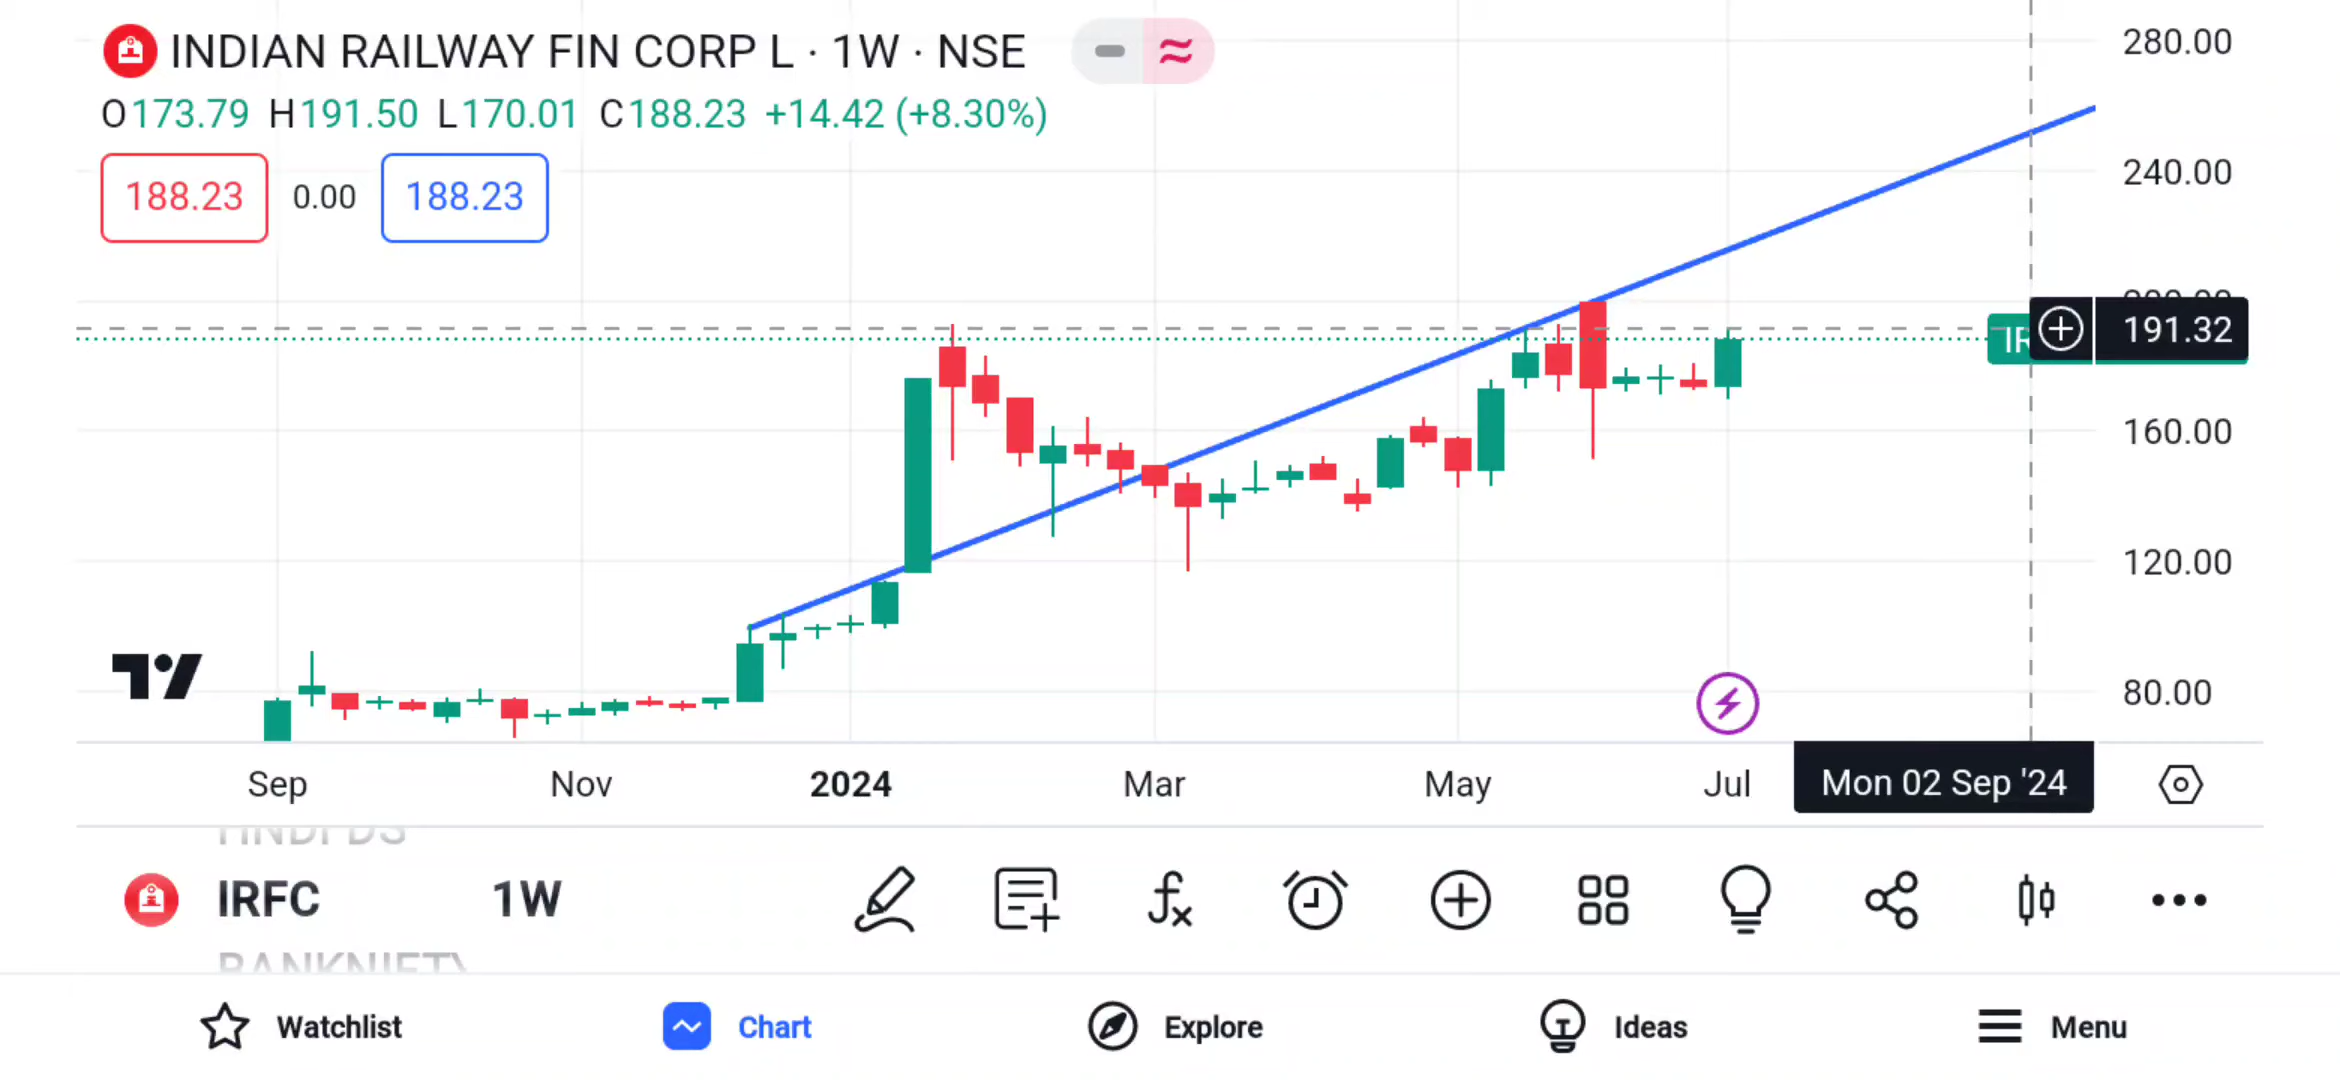 INDIAN RAILWAY FIN CORP L · 1W · NSE
O173.79 H191.50 L170.01 C188.23 +14.42 (+8.30%)
188.23 0.00 188.23
280.00
240.00
191.32
160.00
120.00
80.00
Sep Nov 2024 Mar May Jul Mon 02 Sep '24
IRFC 1W
BANKNIFTY
Watchlist Chart Explore Ideas Menu